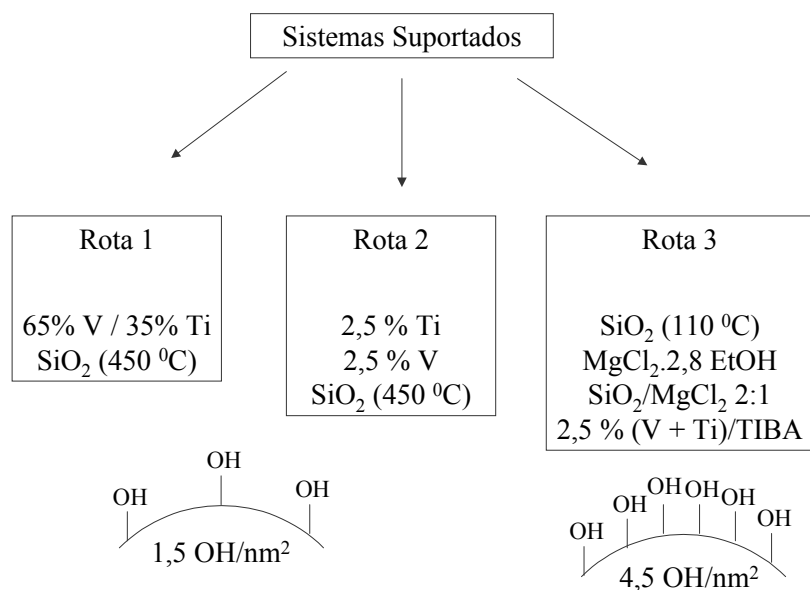 Sistemas Suportados
Rota 1
65% V / 35% Ti
SiO₂ (450 ⁰C)
Rota 2
2,5 % Ti
2,5 % V
SiO₂ (450 ⁰C)
Rota 3
SiO₂ (110 ⁰C)
MgCl₂.2,8 EtOH
SiO₂/MgCl₂ 2:1
2,5 % (V + Ti)/TIBA
OH OH OH
1,5 OH/nm²
OH OH OH OH OH OH
4,5 OH/nm²